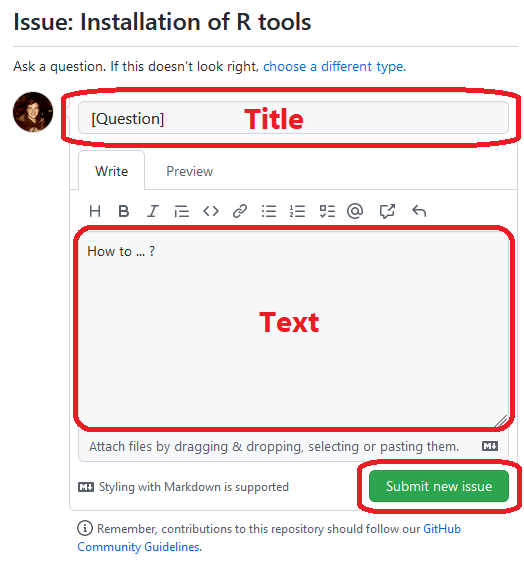 Issue: Installation of R tools
Ask a question. If this doesn't look right, choose a different type.
[Question] Title
Write Preview
H B I <> @
How to ... ?
Text
Attach files by dragging & dropping, selecting or pasting them.
Styling with Markdown is supported
Submit new issue
Remember, contributions to this repository should follow our GitHub
Community Guidelines.